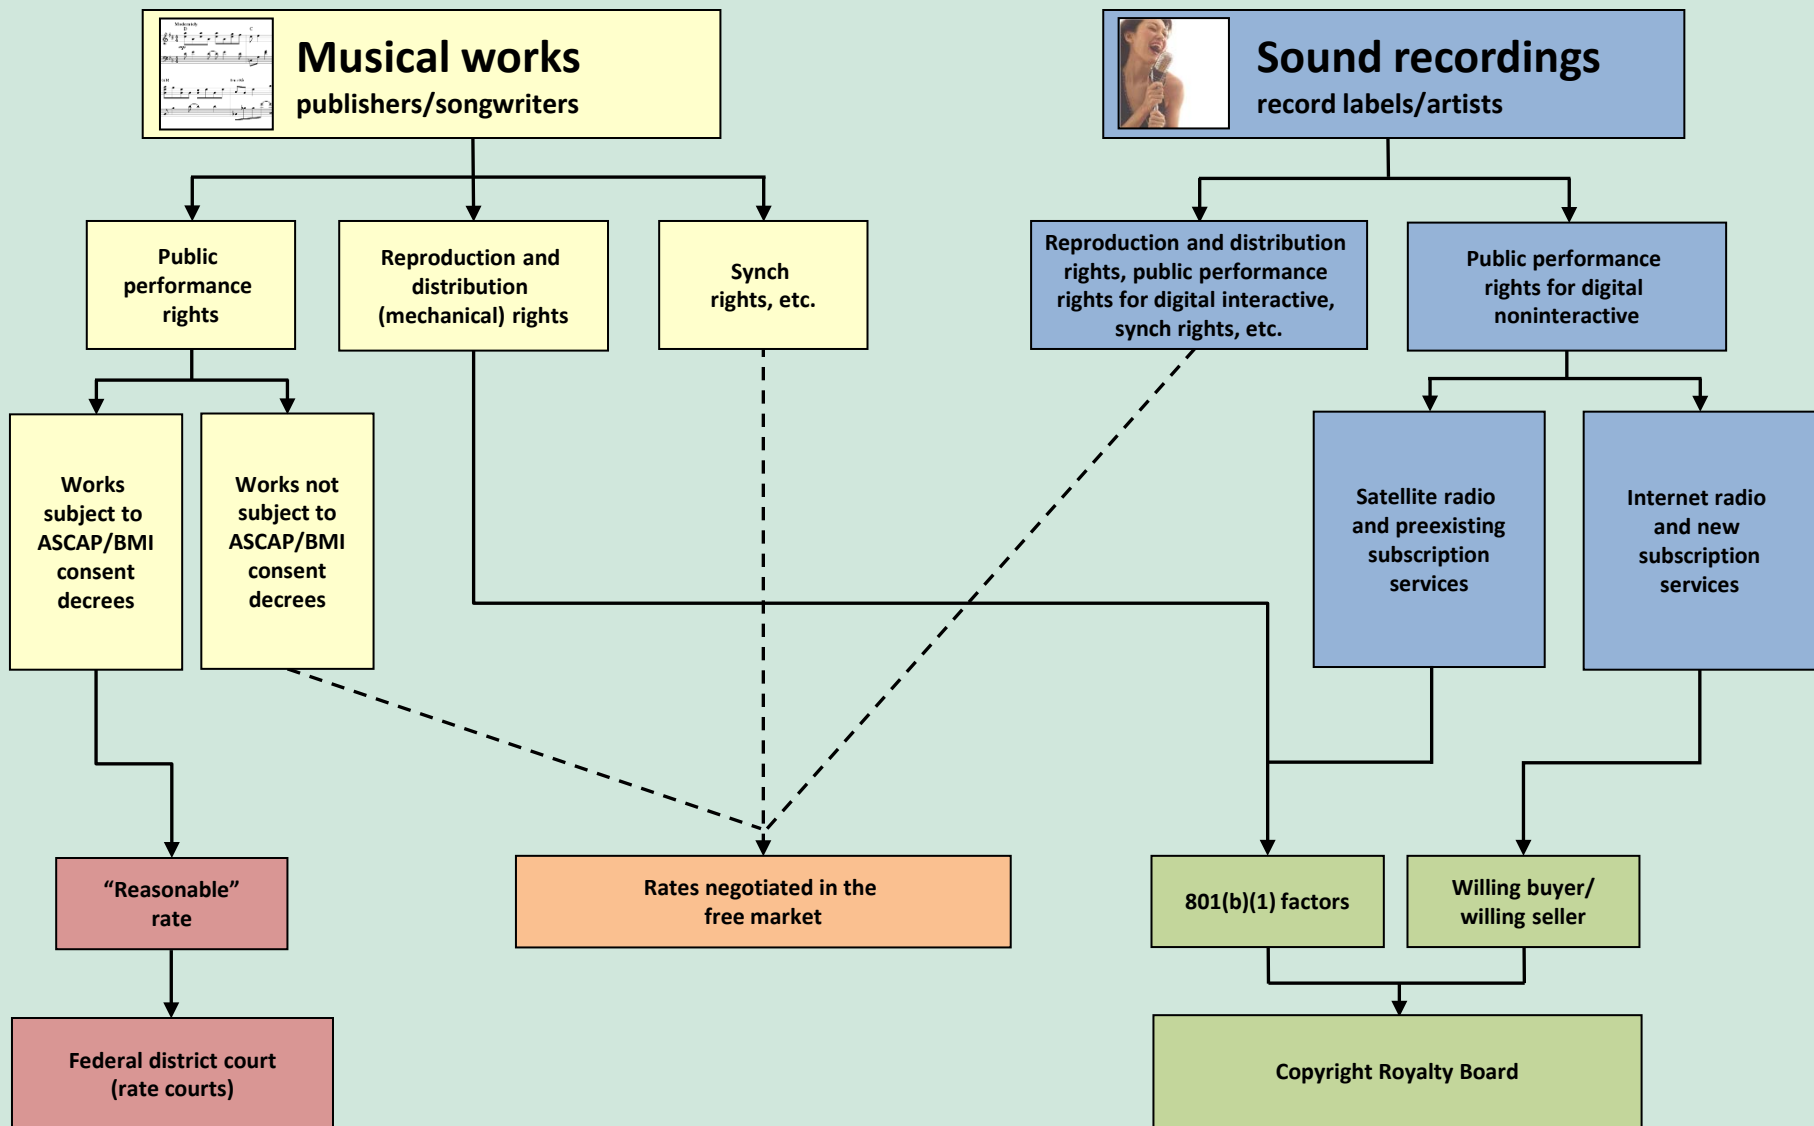 Musical works
publishers/songwriters
Sound recordings
record labels/artists
Public
performance
rights
Reproduction and
distribution
(mechanical) rights
Synch
rights, etc.
Reproduction and distribution
rights, public performance
rights for digital interactive,
synch rights, etc.
Public performance
rights for digital
noninteractive
Works
subject to
ASCAP/BMI
consent
decrees
Works not
subject to
ASCAP/BMI
consent
decrees
Satellite radio
and preexisting
subscription
services
Internet radio
and new
subscription
services
“Reasonable”
rate
Rates negotiated in the
free market
801(b)(1) factors
Willing buyer/
willing seller
Federal district court
(rate courts)
Copyright Royalty Board